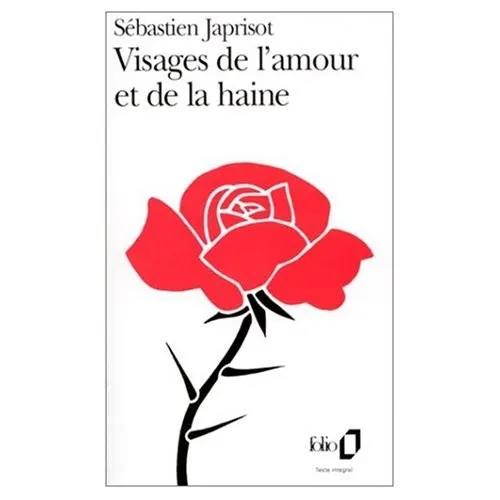 Sébastien Japrisot
Visages de l'amour
et de la haine
folio
Texte intégral